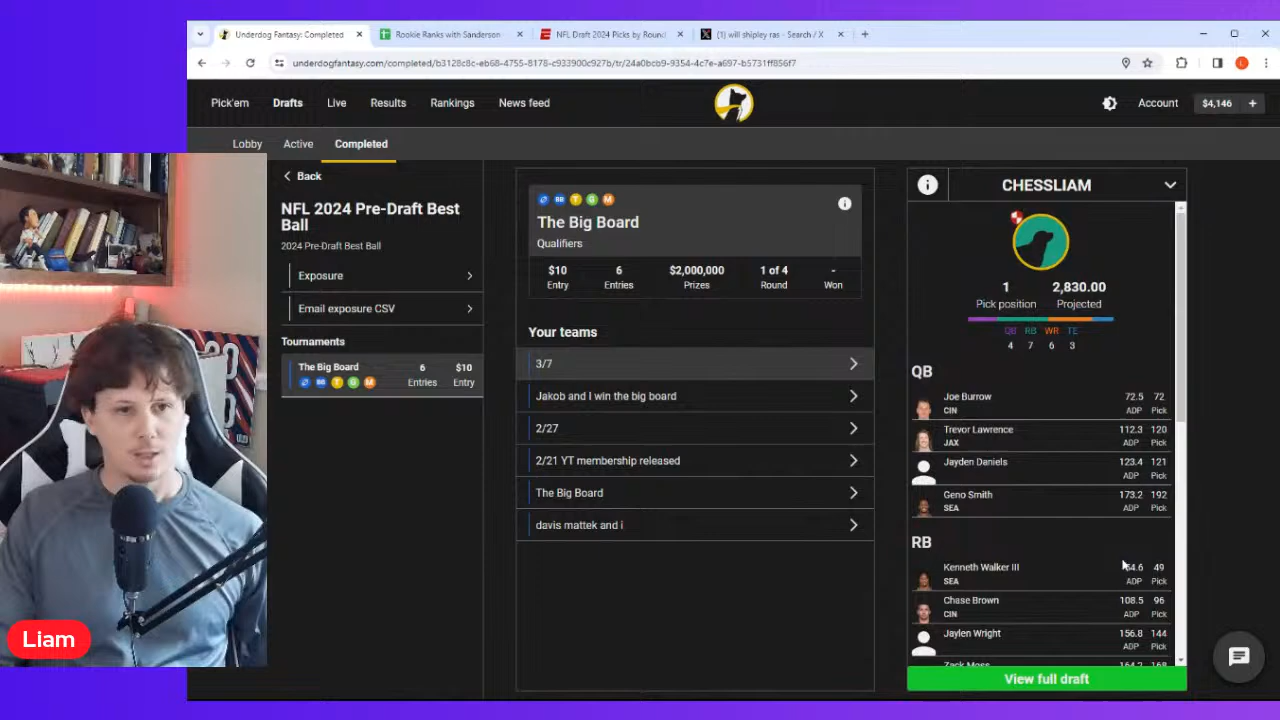 Underdog Fantasy: Completed
Rookie Ranks with Sanderson
NFL Draft 2024 Picks by Round
(1) will shipley ras - Search / X
underdogfantasy.com/completed/b3128c8c-eb68-4755-8178-c933900c927b/tr/24a0bcb9-9354-4c7e-a697-b5731ff856f7
Pick'em Drafts Live Results Rankings News feed
Account $4,146 +
Lobby Active Completed
Back
NFL 2024 Pre-Draft Best
Ball
2024 Pre-Draft Best Ball
Exposure
Email exposure CSV
Tournaments
The Big Board 6 $10
BB T G M Entries Entry
BB T G M
The Big Board
Qualifiers
$10 6 $2,000,000 1 of 4 -
Entry Entries Prizes Round Won
Your teams
3/7
Jakob and I win the big board
2/27
2/21 YT membership released
The Big Board
davis mattek and i
CHESSLIAM
1 2,830.00
Pick position Projected
QB RB WR TE
4 7 6 3
QB
Joe Burrow 72.5 72
CIN ADP Pick
Trevor Lawrence 112.3 120
JAX ADP Pick
Jayden Daniels 123.4 121
ADP Pick
Geno Smith 173.2 192
SEA ADP Pick
RB
Kenneth Walker III 49
SEA ADP Pick
Chase Brown 108.5 96
CIN ADP Pick
Jaylen Wright 156.8 144
ADP Pick
Zack Moss 164.2 168
View full draft
Liam